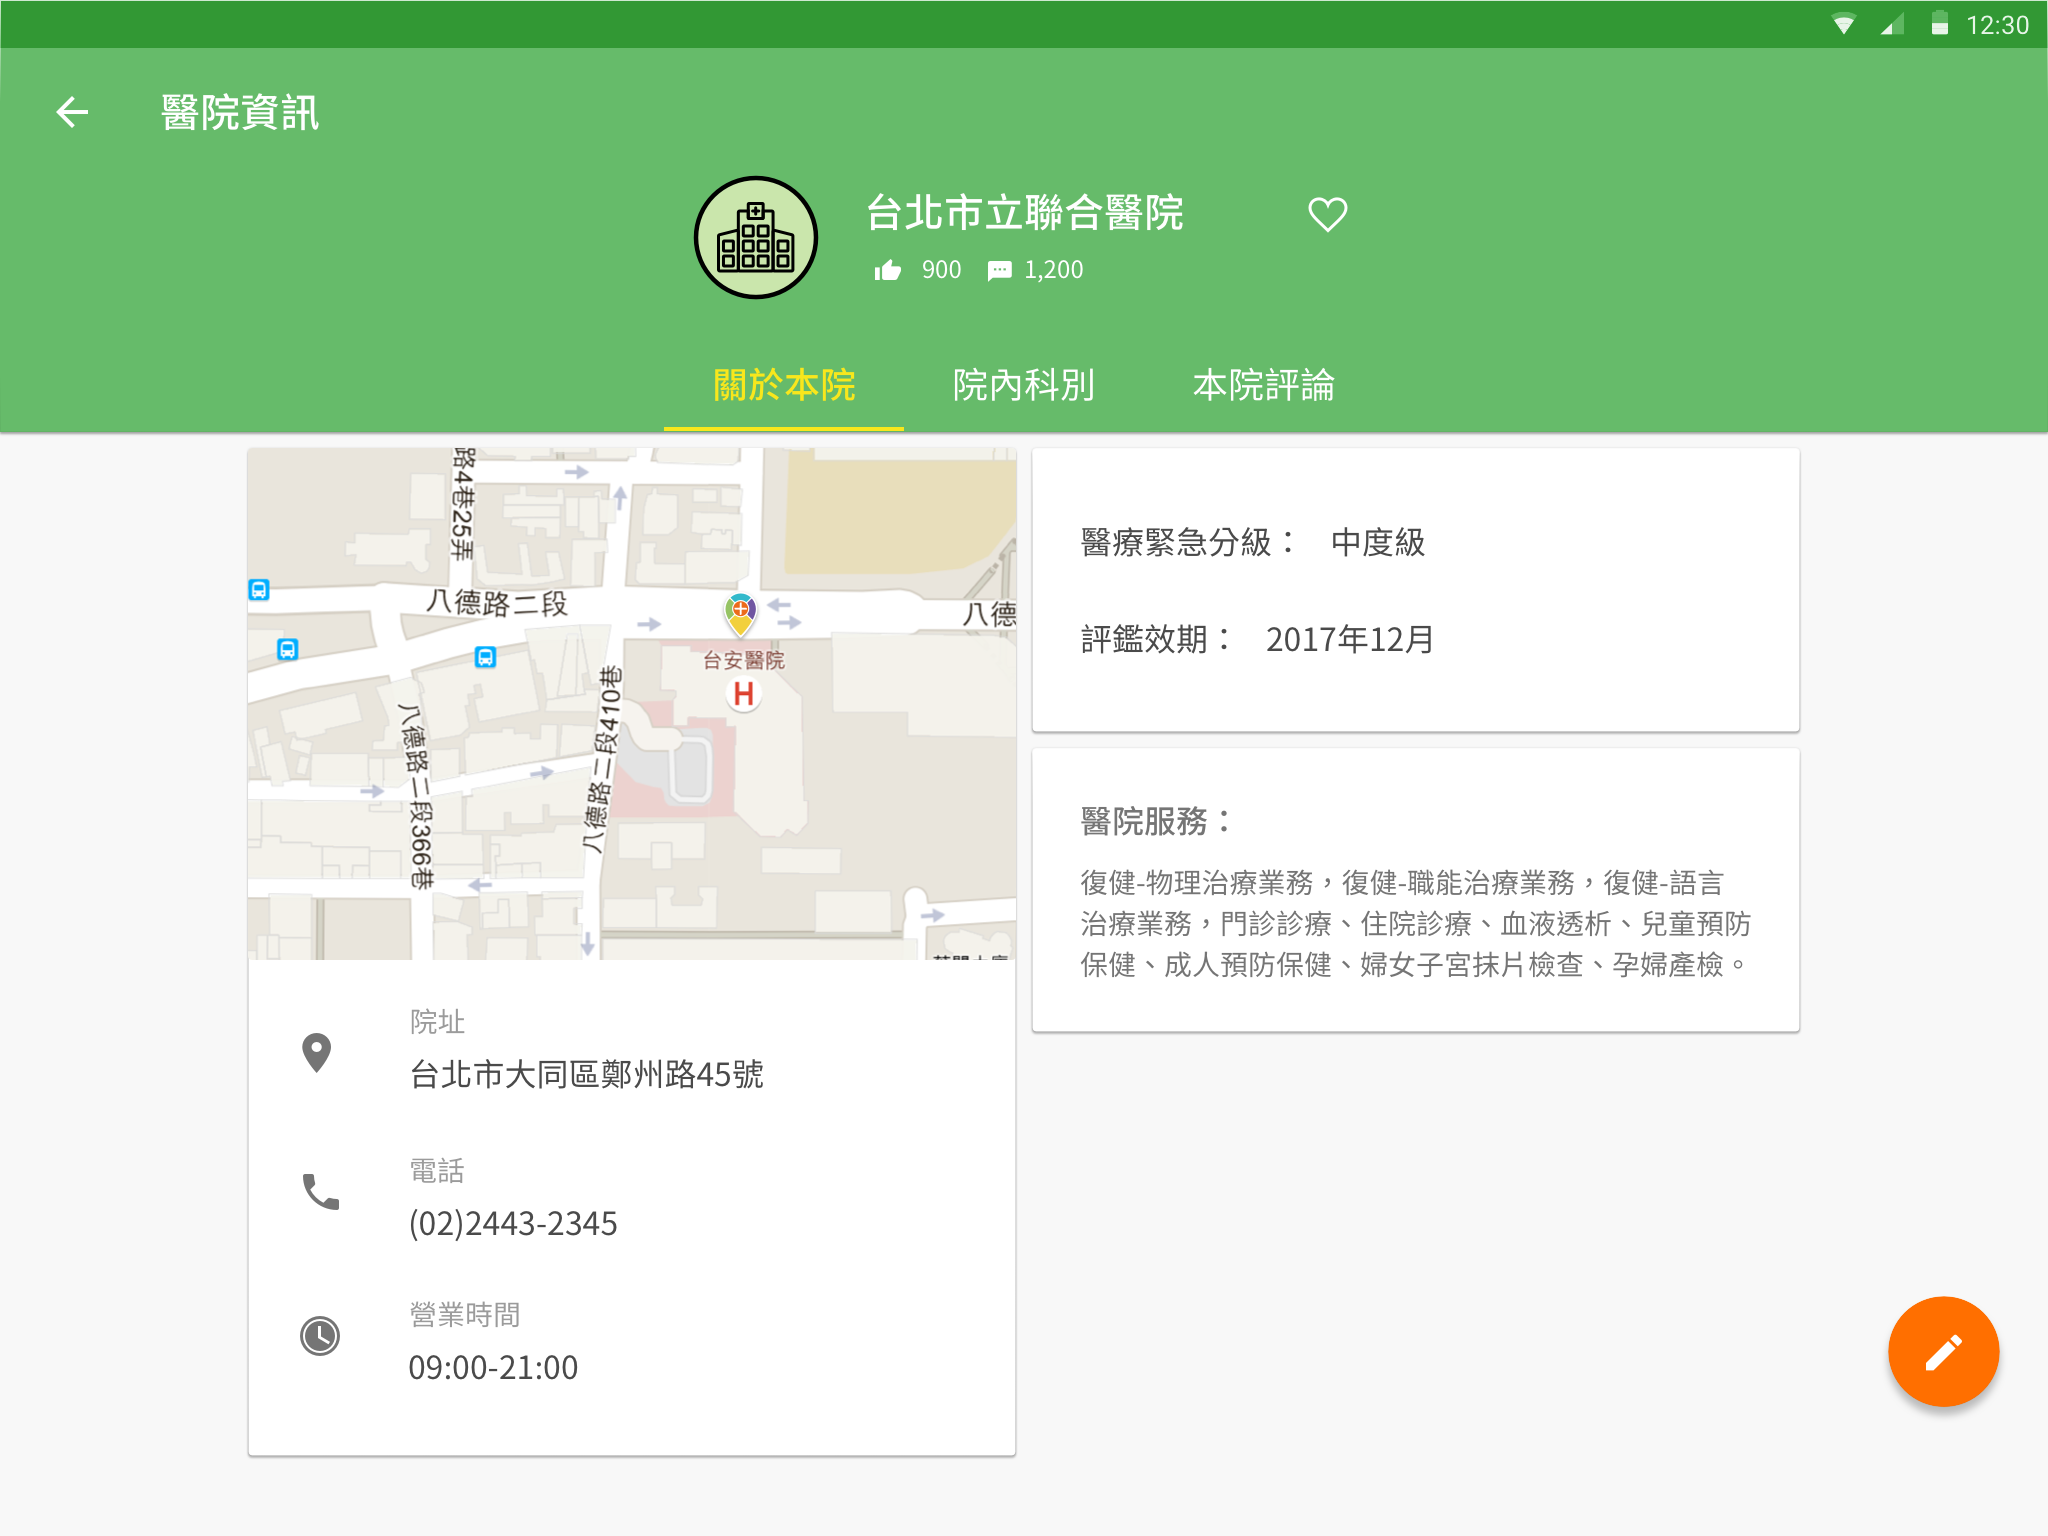 12:30
醫院資訊
台北市立聯合醫院
900
1,200
關於本院
院內科別
本院評論
路4巷25弄
八德路二段
八德
台安醫院
H
八德路二段410巷
八德路二段366巷
院址
台北市大同區鄭州路45號
電話
(02)2443-2345
營業時間
09:00-21:00
醫療緊急分級： 中度級
評鑑效期： 2017年12月
醫院服務：
復健-物理治療業務，復健-職能治療業務，復健-語言
治療業務，門診診療、住院診療、血液透析、兒童預防
保健、成人預防保健、婦女子宮抹片檢查、孕婦產檢。